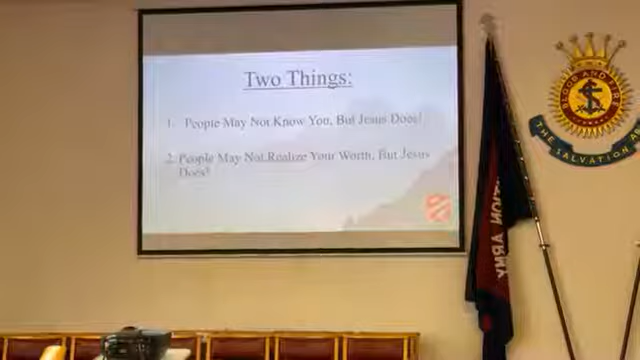 Two Things:
1. People May Not Know You, But Jesus Does!
2. People May Not Realize Your Worth, But Jesus
Does!
BLOOD AND FIRE
THE SALVATION
ARMY